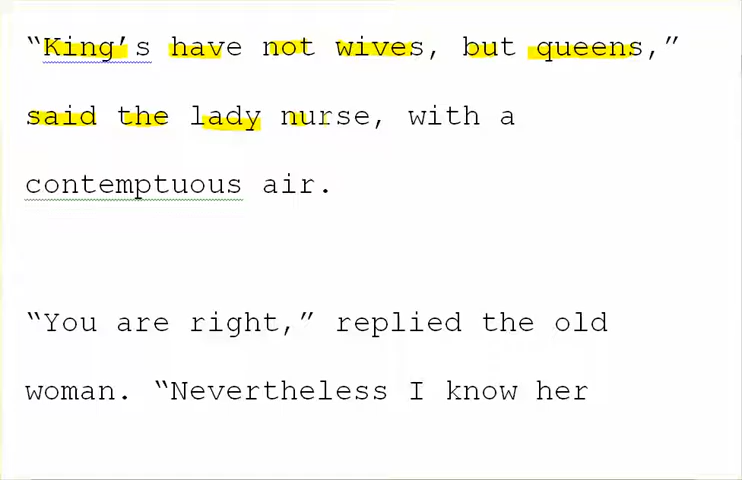 “King’s have not wives, but queens,”
said the lady nurse, with a
contemptuous air.
“You are right,” replied the old
woman. “Nevertheless I know her